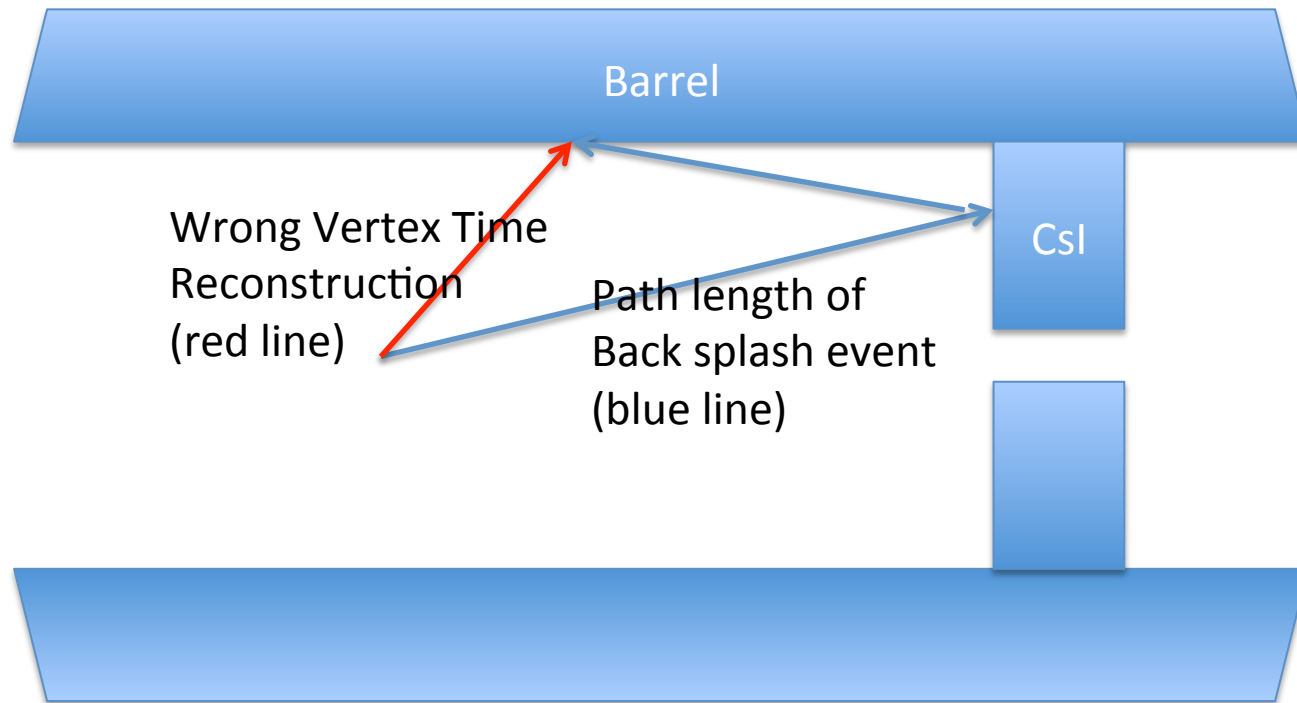 Barrel
Wrong Vertex Time
Reconstruction
(red line)
CsI
Path length of
Back splash event
(blue line)